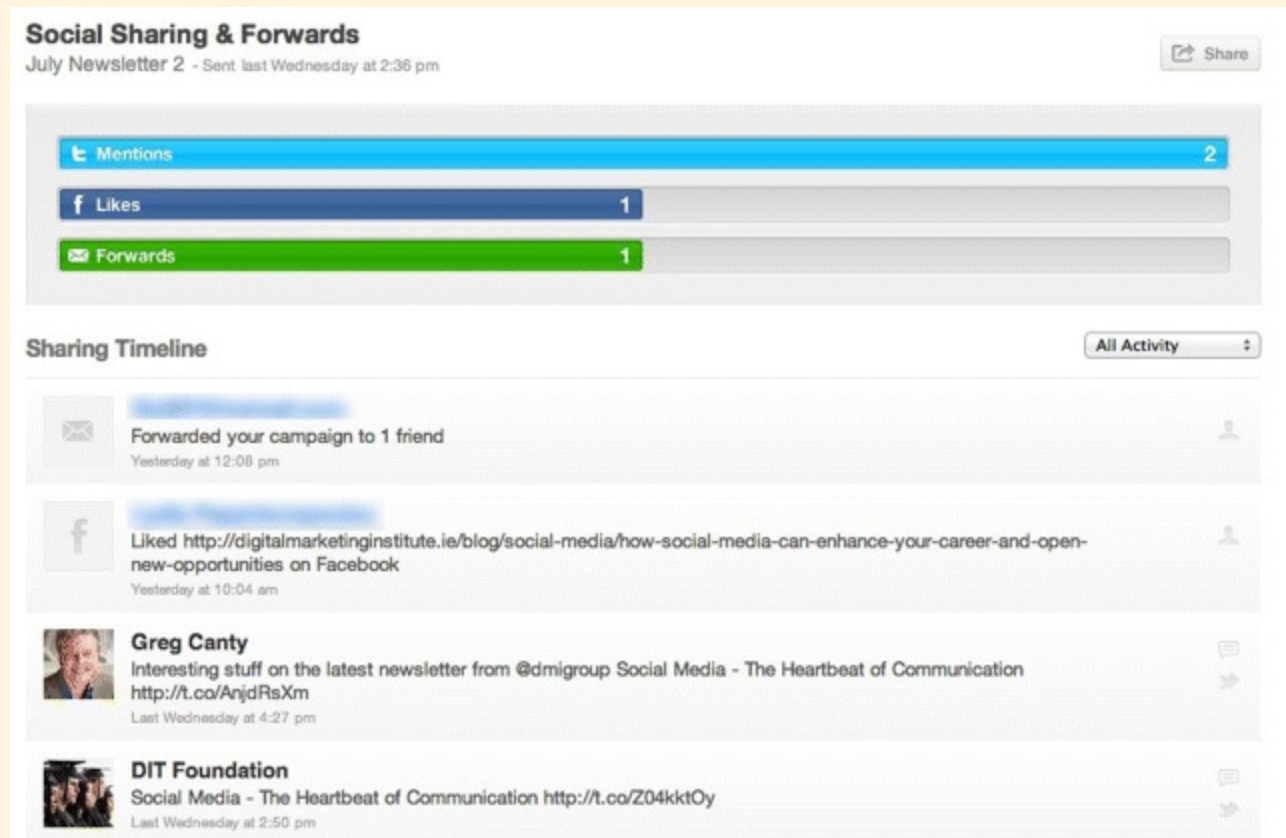 Social Sharing & Forwards
July Newsletter 2 - Sent last Wednesday at 2:36 pm
Share
Mentions 2
f Likes 1
Forwards 1
Sharing Timeline
All Activity
Forwarded your campaign to 1 friend
Yesterday at 12:08 pm
f
Liked http://digitalmarketinginstitute.ie/blog/social-media/how-social-media-can-enhance-your-career-and-open-
new-opportunities on Facebook
Yesterday at 10:04 am
Greg Canty
Interesting stuff on the latest newsletter from @dmigroup Social Media - The Heartbeat of Communication
http://t.co/AnjdRsXm
Last Wednesday at 4:27 pm
DIT Foundation
Social Media - The Heartbeat of Communication http://t.co/Z04kktOy
Last Wednesday at 2:50 pm